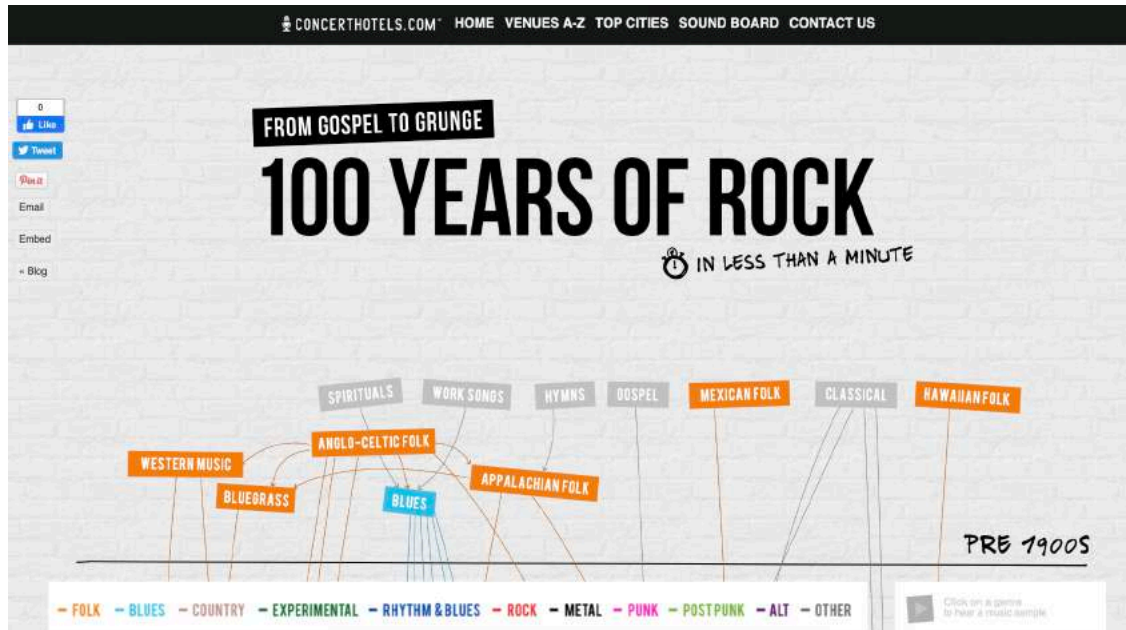 CONCERTHOTELS.COM HOME VENUES A-Z TOP CITIES SOUND BOARD CONTACT US
0
Like
Tweet
Pin it
Email
Embed
« Blog
FROM GOSPEL TO GRUNGE
100 YEARS OF ROCK
IN LESS THAN A MINUTE
SPIRITUALS WORK SONGS HYMNS GOSPEL MEXICAN FOLK CLASSICAL HAWAIIAN FOLK
ANGLO-CELTIC FOLK
WESTERN MUSIC
BLUEGRASS BLUES APPALACHIAN FOLK
PRE 1900S
– FOLK – BLUES – COUNTRY – EXPERIMENTAL – RHYTHM & BLUES – ROCK – METAL – PUNK – POST PUNK – ALT – OTHER
Click on a genre
to hear a music sample